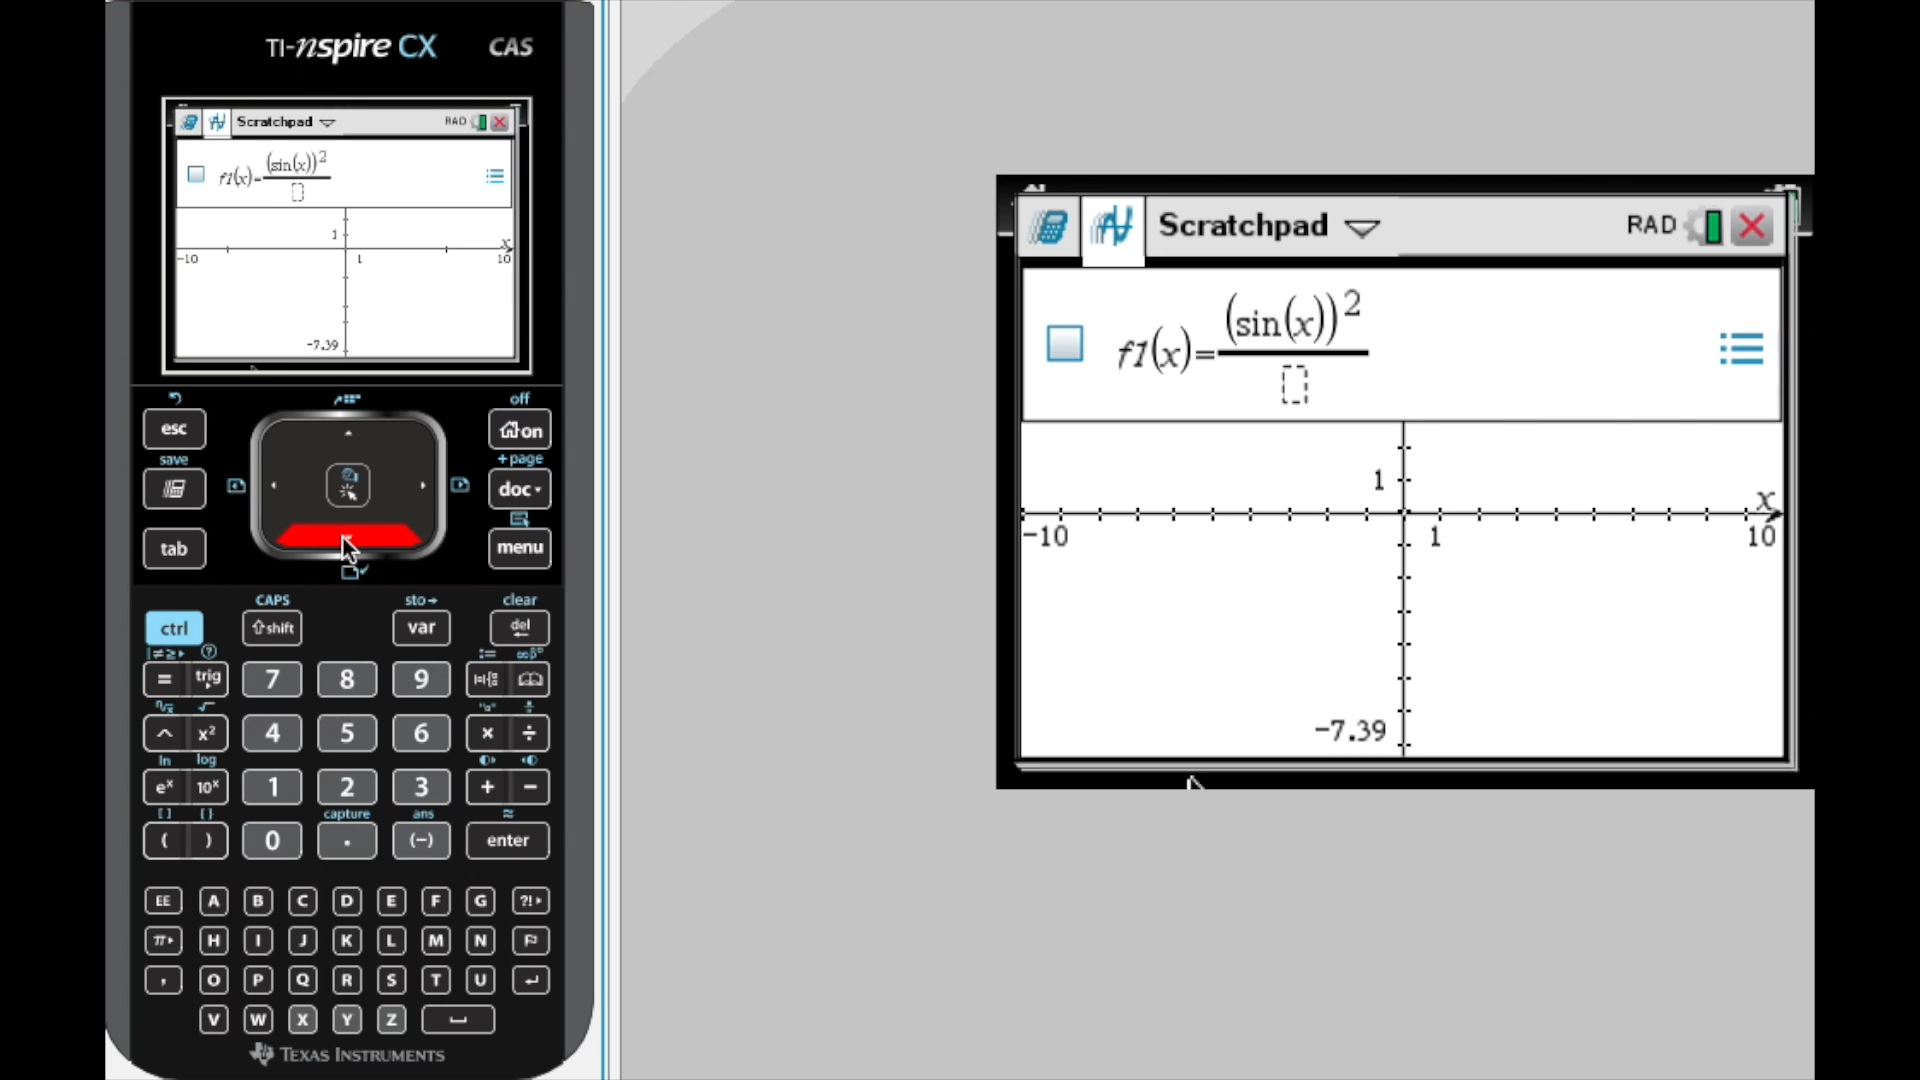 TI-nspire CX CAS
Scratchpad RAD
f1(x)=(sin(x))²
1
x
-10 1 10
-7.39
off
esc on
save +page
doc
tab menu
CAPS sto→ clear
ctrl ⇧shift var del
|≠≥▸ ? := ∞β°
= trig 7 8 9
ⁿ√x √ "α"
^ x² 4 5 6 × ÷
ln log
eˣ 10ˣ 1 2 3 + −
[ ] { } capture ans ≈
( ) 0 . (−) enter
EE A B C D E F G ?!▸
π▸ H I J K L M N
, O P Q R S T U ↵
V W X Y Z
TEXAS INSTRUMENTS
Scratchpad RAD
f1(x)=(sin(x))²
1
x
-10 1 10
-7.39